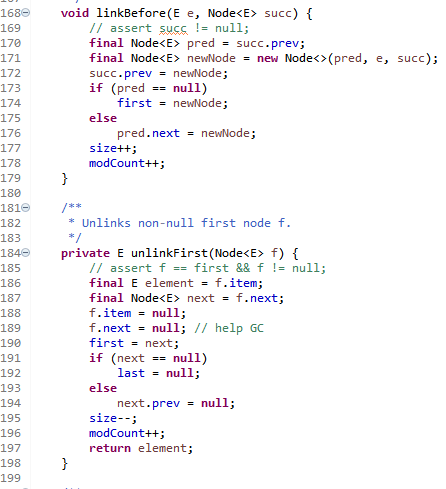 168 void linkBefore(E e, Node<E> succ) {
169 // assert succ != null;
170 final Node<E> pred = succ.prev;
171 final Node<E> newNode = new Node<>(pred, e, succ);
172 succ.prev = newNode;
173 if (pred == null)
174 first = newNode;
175 else
176 pred.next = newNode;
177 size++;
178 modCount++;
179 }
180
181 /**
182 * Unlinks non-null first node f.
183 */
184 private E unlinkFirst(Node<E> f) {
185 // assert f == first && f != null;
186 final E element = f.item;
187 final Node<E> next = f.next;
188 f.item = null;
189 f.next = null; // help GC
190 first = next;
191 if (next == null)
192 last = null;
193 else
194 next.prev = null;
195 size--;
196 modCount++;
197 return element;
198 }
199